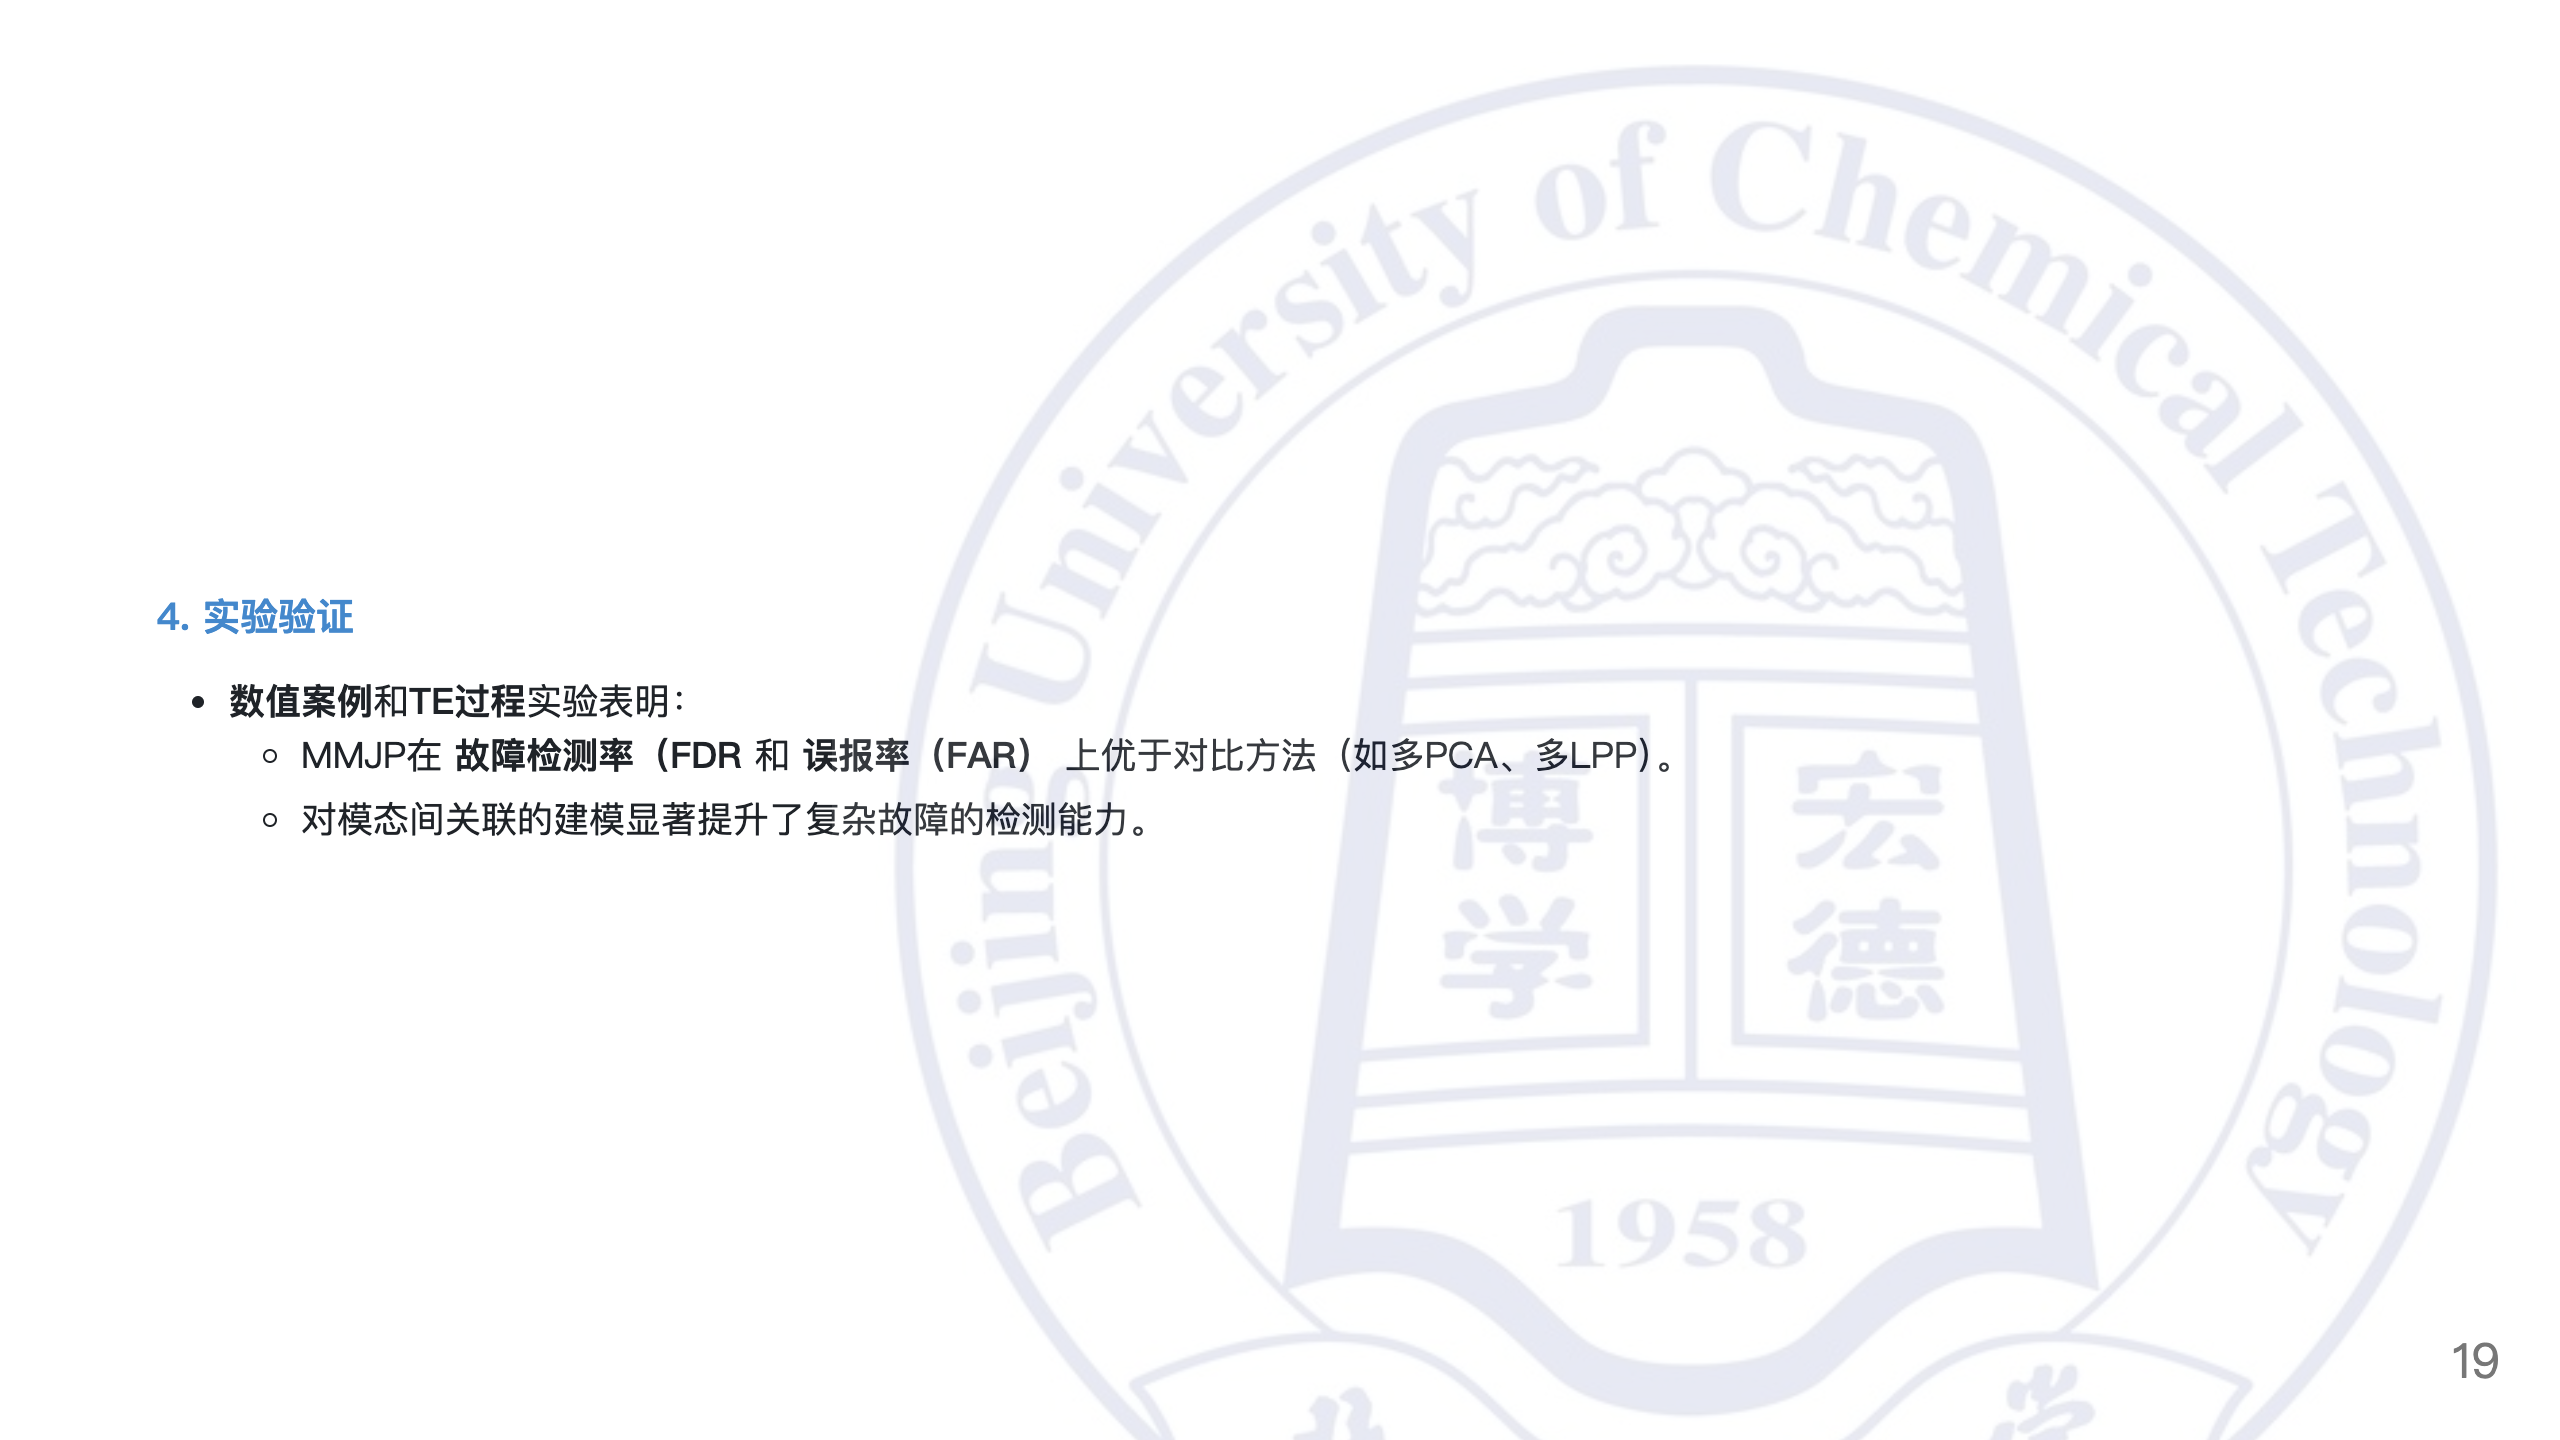 Beijing University of Chemical Technology
4. 实验验证
• 数值案例和TE过程实验表明：
○ MMJP在 故障检测率（FDR 和 误报率（FAR） 上优于对比方法（如多PCA、多LPP）。
○ 对模态间关联的建模显著提升了复杂故障的检测能力。
博学
宏德
1958
19